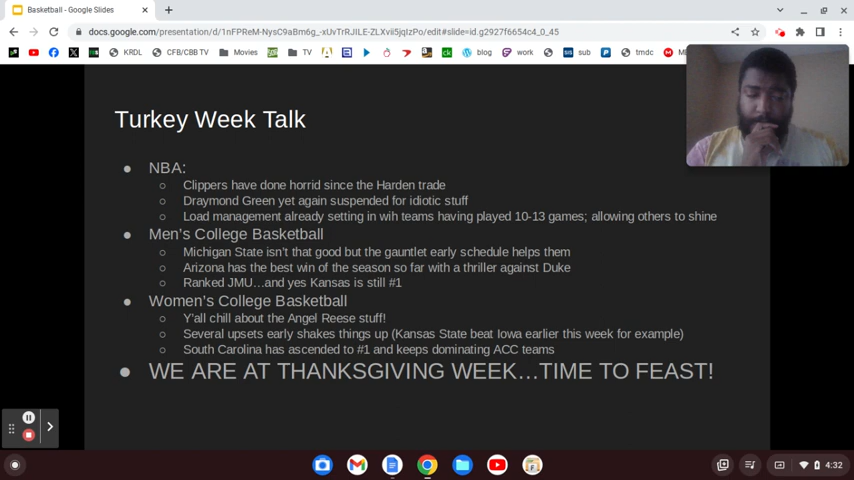 Basketball - Google Slides
docs.google.com/presentation/d/1nFPReM-NysC9aBm6g_-xUvTrRJILE-ZLXvil5jqIzPo/edit#slide=id.g2927f6654c4_0_45
KRDL CFB/CBB TV Movies TV blog work sub tmdc
Turkey Week Talk
● NBA:
○ Clippers have done horrid since the Harden trade
○ Draymond Green yet again suspended for idiotic stuff
○ Load management already setting in wih teams having played 10-13 games; allowing others to shine
● Men's College Basketball
○ Michigan State isn't that good but the gauntlet early schedule helps them
○ Arizona has the best win of the season so far with a thriller against Duke
○ Ranked JMU…and yes Kansas is still #1
● Women's College Basketball
○ Y'all chill about the Angel Reese stuff!
○ Several upsets early shakes things up (Kansas State beat Iowa earlier this week for example)
○ South Carolina has ascended to #1 and keeps dominating ACC teams
● WE ARE AT THANKSGIVING WEEK…TIME TO FEAST!
4:32